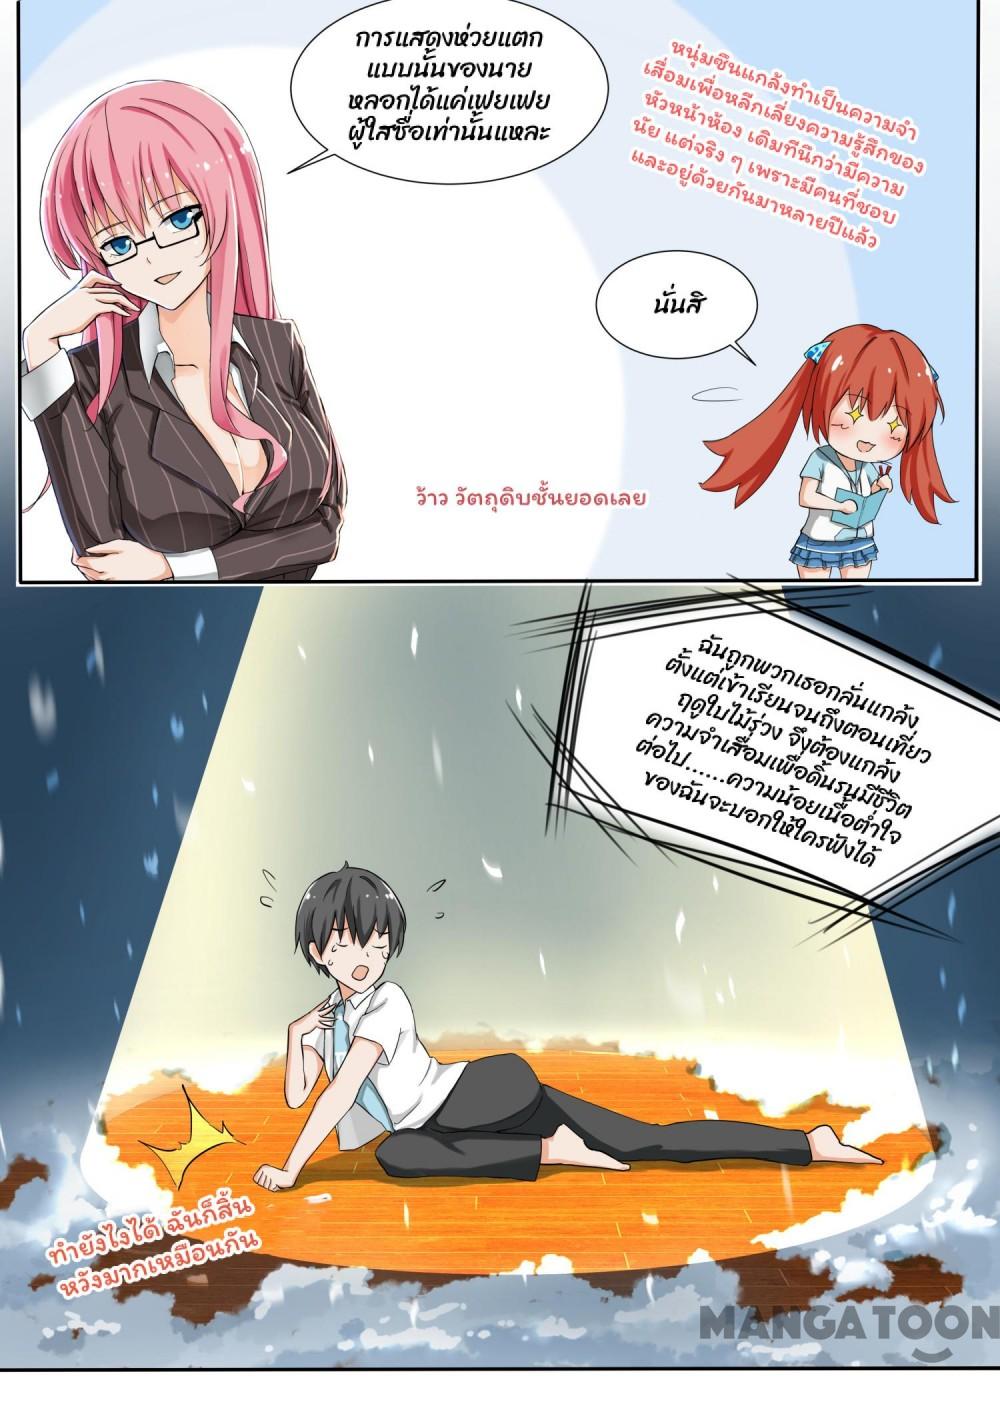 การแสดงห่วยแตก
แบบนั้นของนาย
หลอกได้แค่เฟยเฟย
ผู้ใสซื่อเท่านั้นแหละ
หนุ่มซึนแกล้งทำเป็นความจำ
เสื่อมเพื่อหลีกเลี่ยงความรู้สึกของ
หัวหน้าห้อง เดิมทีนึกว่ามีความ
นัย แต่จริง ๆ เพราะมีคนที่ชอบ
และอยู่ด้วยกันมาหลายปีแล้ว
นั่นสิ
ว้าว วัตถุดิบชั้นยอดเลย
ฉันถูกพวกเธอกลั่นแกล้ง
ตั้งแต่เข้าเรียนจนถึงตอนเที่ยว
ฤดูใบไม้ร่วง จึงต้องแกล้ง
ความจำเสื่อมเพื่อดิ้นรนมีชีวิต
ต่อไป......ความน้อยเนื้อต่ำใจ
ของฉันจะบอกให้ใครฟังได้
ทำยังไงได้ ฉันก็สิ้น
หวังมากเหมือนกัน
MANGATOON